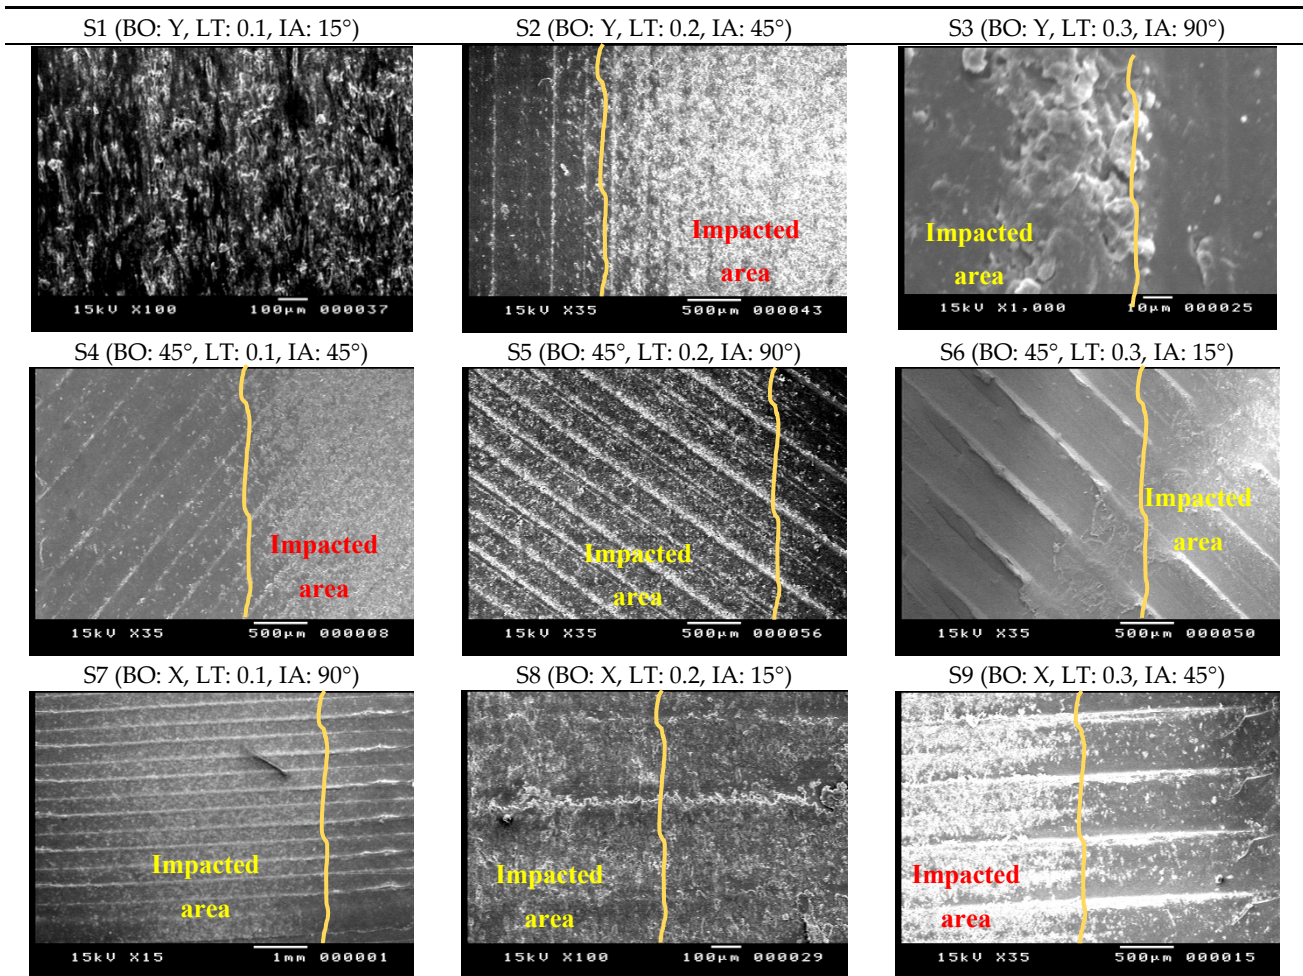 S1 (BO: Y, LT: 0.1, IA: 15°)
S2 (BO: Y, LT: 0.2, IA: 45°)
S3 (BO: Y, LT: 0.3, IA: 90°)
Impacted
area
Impacted
area
15kV X100 100µm 000037
15kV X35 500µm 000043
15kV X1,000 10µm 000025
S4 (BO: 45°, LT: 0.1, IA: 45°)
S5 (BO: 45°, LT: 0.2, IA: 90°)
S6 (BO: 45°, LT: 0.3, IA: 15°)
Impacted
area
Impacted
area
Impacted
area
15kV X35 500µm 000008
15kV X35 500µm 000056
15kV X35 500µm 000050
S7 (BO: X, LT: 0.1, IA: 90°)
S8 (BO: X, LT: 0.2, IA: 15°)
S9 (BO: X, LT: 0.3, IA: 45°)
Impacted
area
Impacted
area
Impacted
area
15kV X15 1mm 000001
15kV X100 100µm 000029
15kV X35 500µm 000015